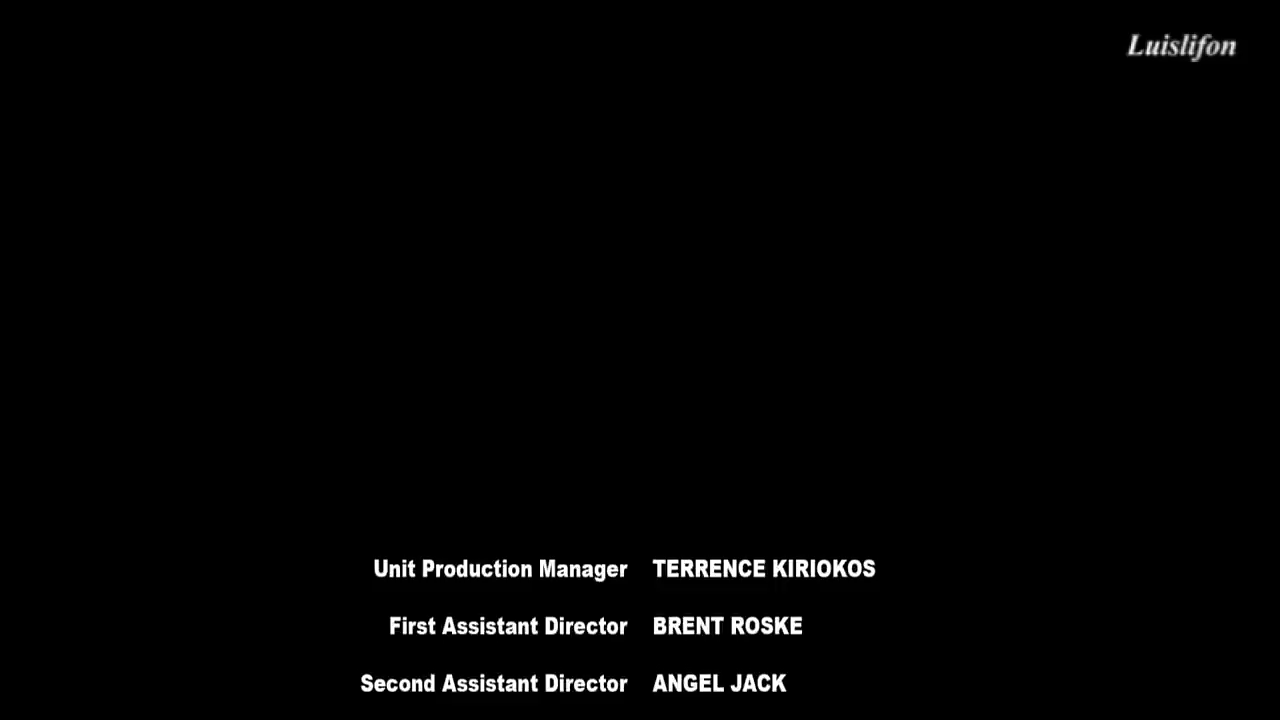 Luislifon
Unit Production Manager TERRENCE KIRIOKOS
First Assistant Director BRENT ROSKE
Second Assistant Director ANGEL JACK